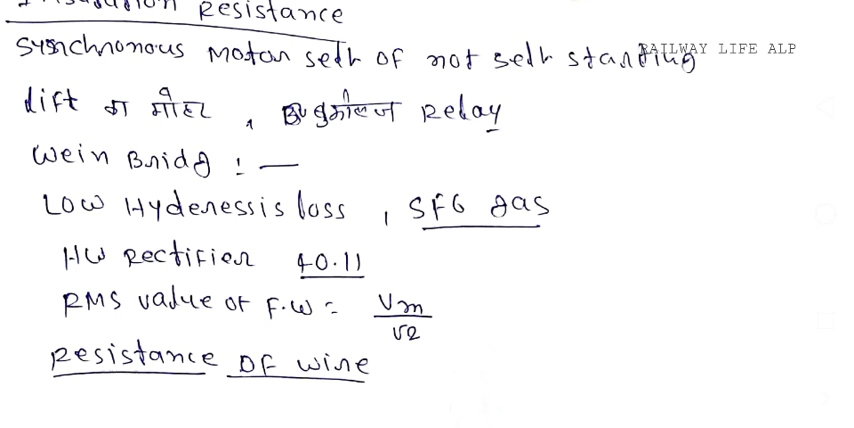 Resistance
Synchronous Motor self of not self starting
RAILWAY LIFE ALP
lift का मोटर , Relay
Wein Bridg : —
Low Hyderessis loss , SF6 gas
HW Rectifier 40.11
RMS value of F.W = Vm/√2
Resistance OF wire